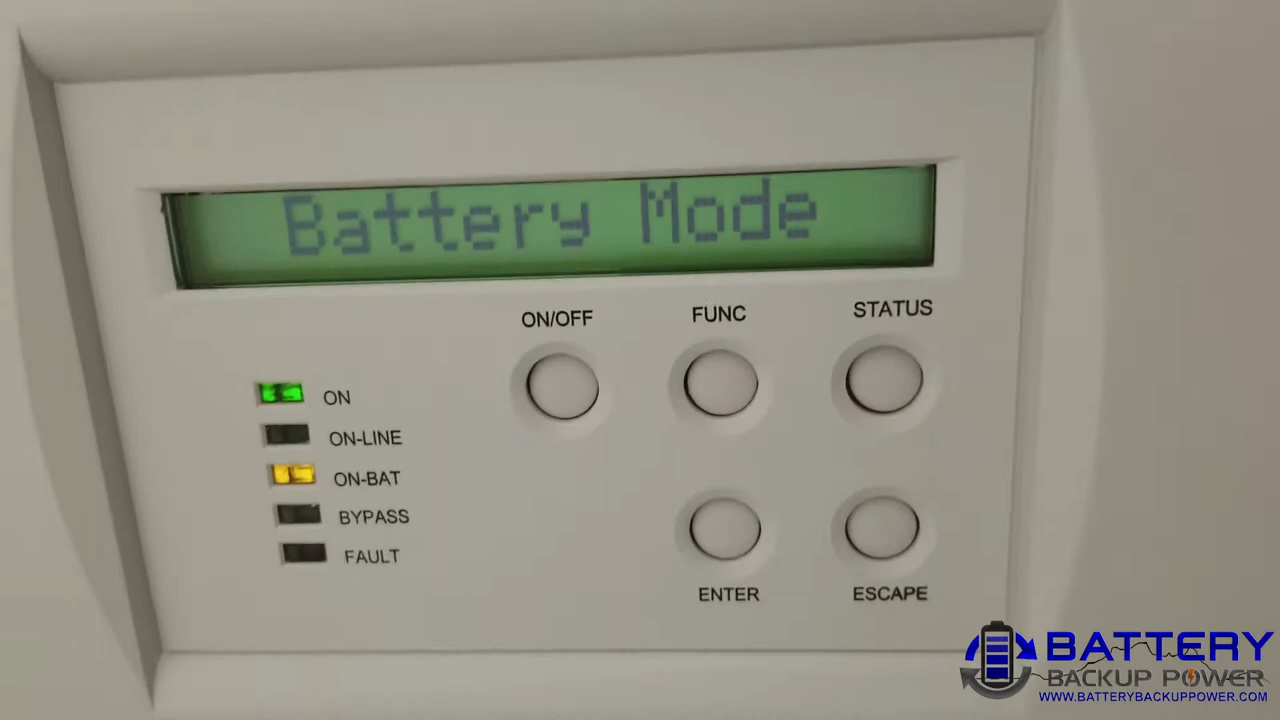 Battery Mode
ON/OFF FUNC STATUS
ON
ON-LINE
ON-BAT
BYPASS
FAULT
ENTER ESCAPE
BATTERY
BACKUP POWER
WWW.BATTERYBACKUPPOWER.COM